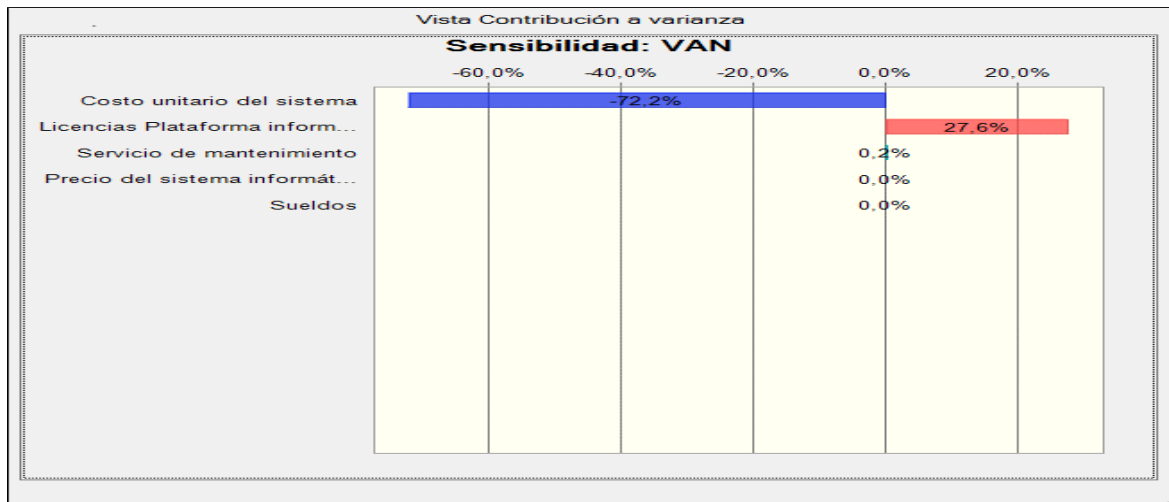 Vista Contribución a varianza
Sensibilidad: VAN
-60,0% -40,0% -20,0% 0,0% 20,0%
Costo unitario del sistema -72,2%
Licencias Plataforma inform... 27,6%
Servicio de mantenimiento 0,2%
Precio del sistema informát... 0,0%
Sueldos 0,0%